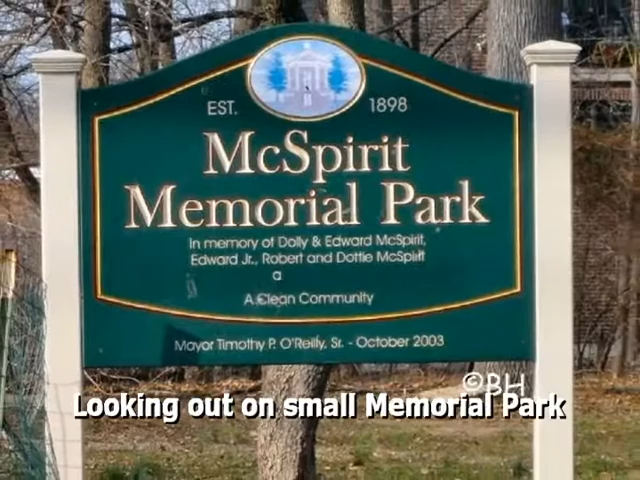 EST. 1898
McSpirit
Memorial Park
In memory of Dolly & Edward McSpirit,
Edward Jr., Robert and Dottie McSpirit
a
A Clean Community
Mayor Timothy P. O'Reilly, Sr. - October 2003
©BH
Looking out on small Memorial Park